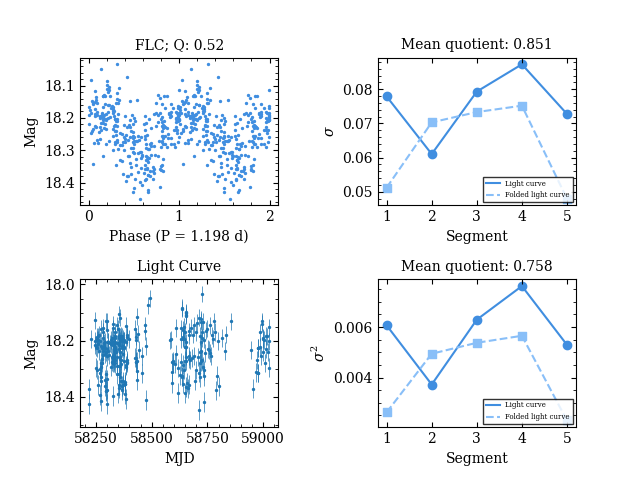 FLC; Q: 0.52
Mag
18.1
18.2
18.3
18.4
0
1
2
Phase (P = 1.198 d)
Mean quotient: 0.851
σ
0.08
0.07
0.06
0.05
Light curve
Folded light curve
1
2
3
4
5
Segment
Light Curve
Mag
18.0
18.2
18.4
58250
58500
58750
59000
MJD
Mean quotient: 0.758
σ²
0.006
0.004
Light curve
Folded light curve
1
2
3
4
5
Segment